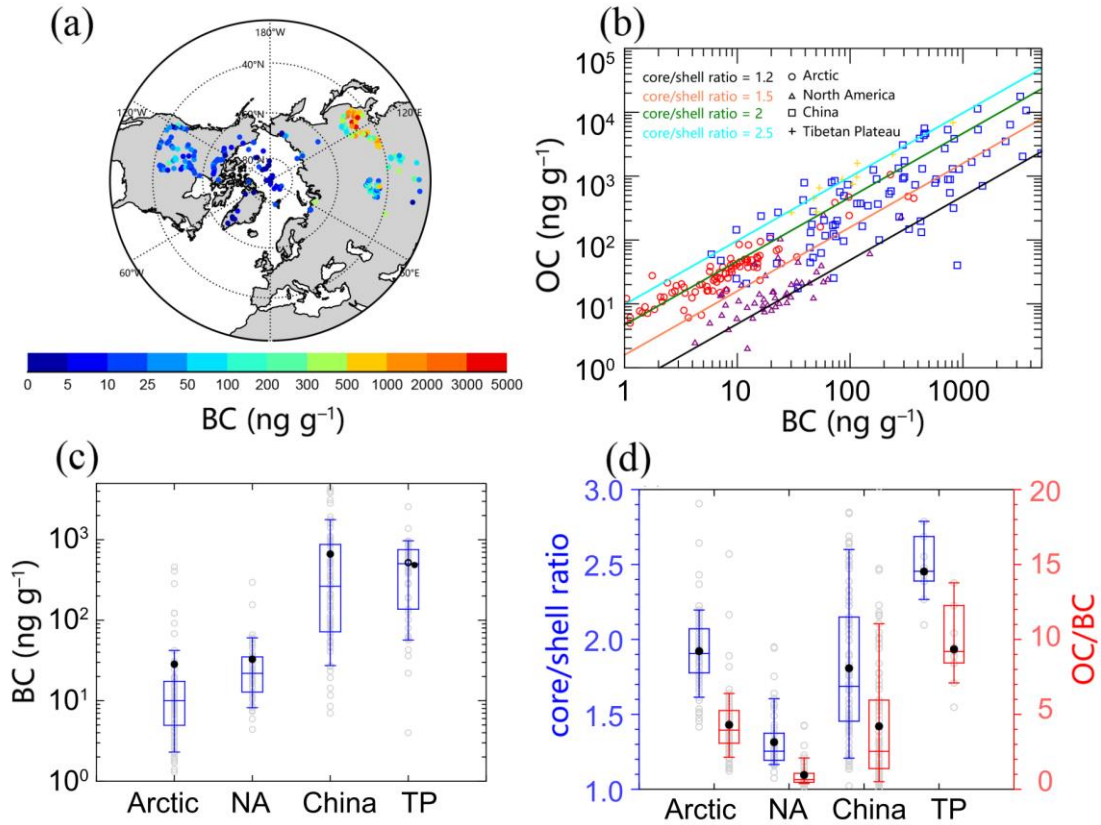 (a)
180°W
40°N
120°W
120°E
60°N
80°N
60°W
60°E
0 5 10 25 50 100 200 300 500 1000 2000 3000 5000
BC (ng g⁻¹)
(b)
OC (ng g⁻¹)
10⁵
10⁴
10³
10²
10¹
10⁰
core/shell ratio = 1.2 Arctic
core/shell ratio = 1.5 North America
core/shell ratio = 2 China
core/shell ratio = 2.5 Tibetan Plateau
1 10 100 1000
BC (ng g⁻¹)
(c)
BC (ng g⁻¹)
10³
10²
10¹
10⁰
Arctic NA China TP
(d)
core/shell ratio
3.0
2.5
2.0
1.5
1.0
20
15
10
5
0
OC/BC
Arctic NA China TP